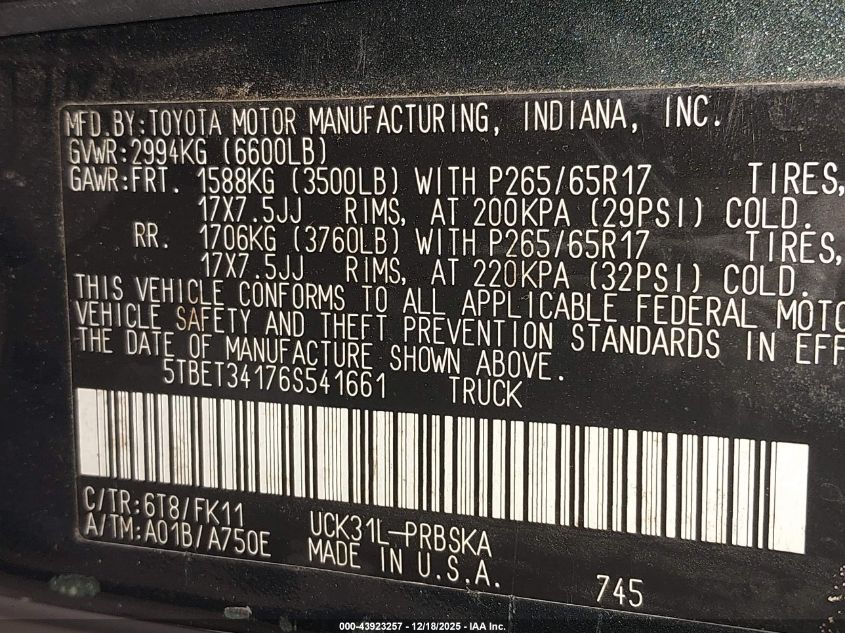 MFD.BY:TOYOTA MOTOR MANUFACTURING, INDIANA, INC.
GVWR:2994KG (6600LB)
GAWR:FRT. 1588KG (3500LB) WITH P265/65R17 TIRES,
17X7.5JJ RIMS, AT 200KPA (29PSI) COLD.
RR. 1706KG (3760LB) WITH P265/65R17 TIRES,
17X7.5JJ RIMS, AT 220KPA (32PSI) COLD.
THIS VEHICLE CONFORMS TO ALL APPLICABLE FEDERAL MOTO
VEHICLE SAFETY AND THEFT PREVENTION STANDARDS IN EFF
THE DATE OF MANUFACTURE SHOWN ABOVE.
5TBET34176S541661 TRUCK
C/TR:6T8/FK11 UCK31L-PRBSKA
A/TM:A01B/A750E MADE IN U.S.A.
745
000-43923257 - 12/18/2025 - IAA Inc.